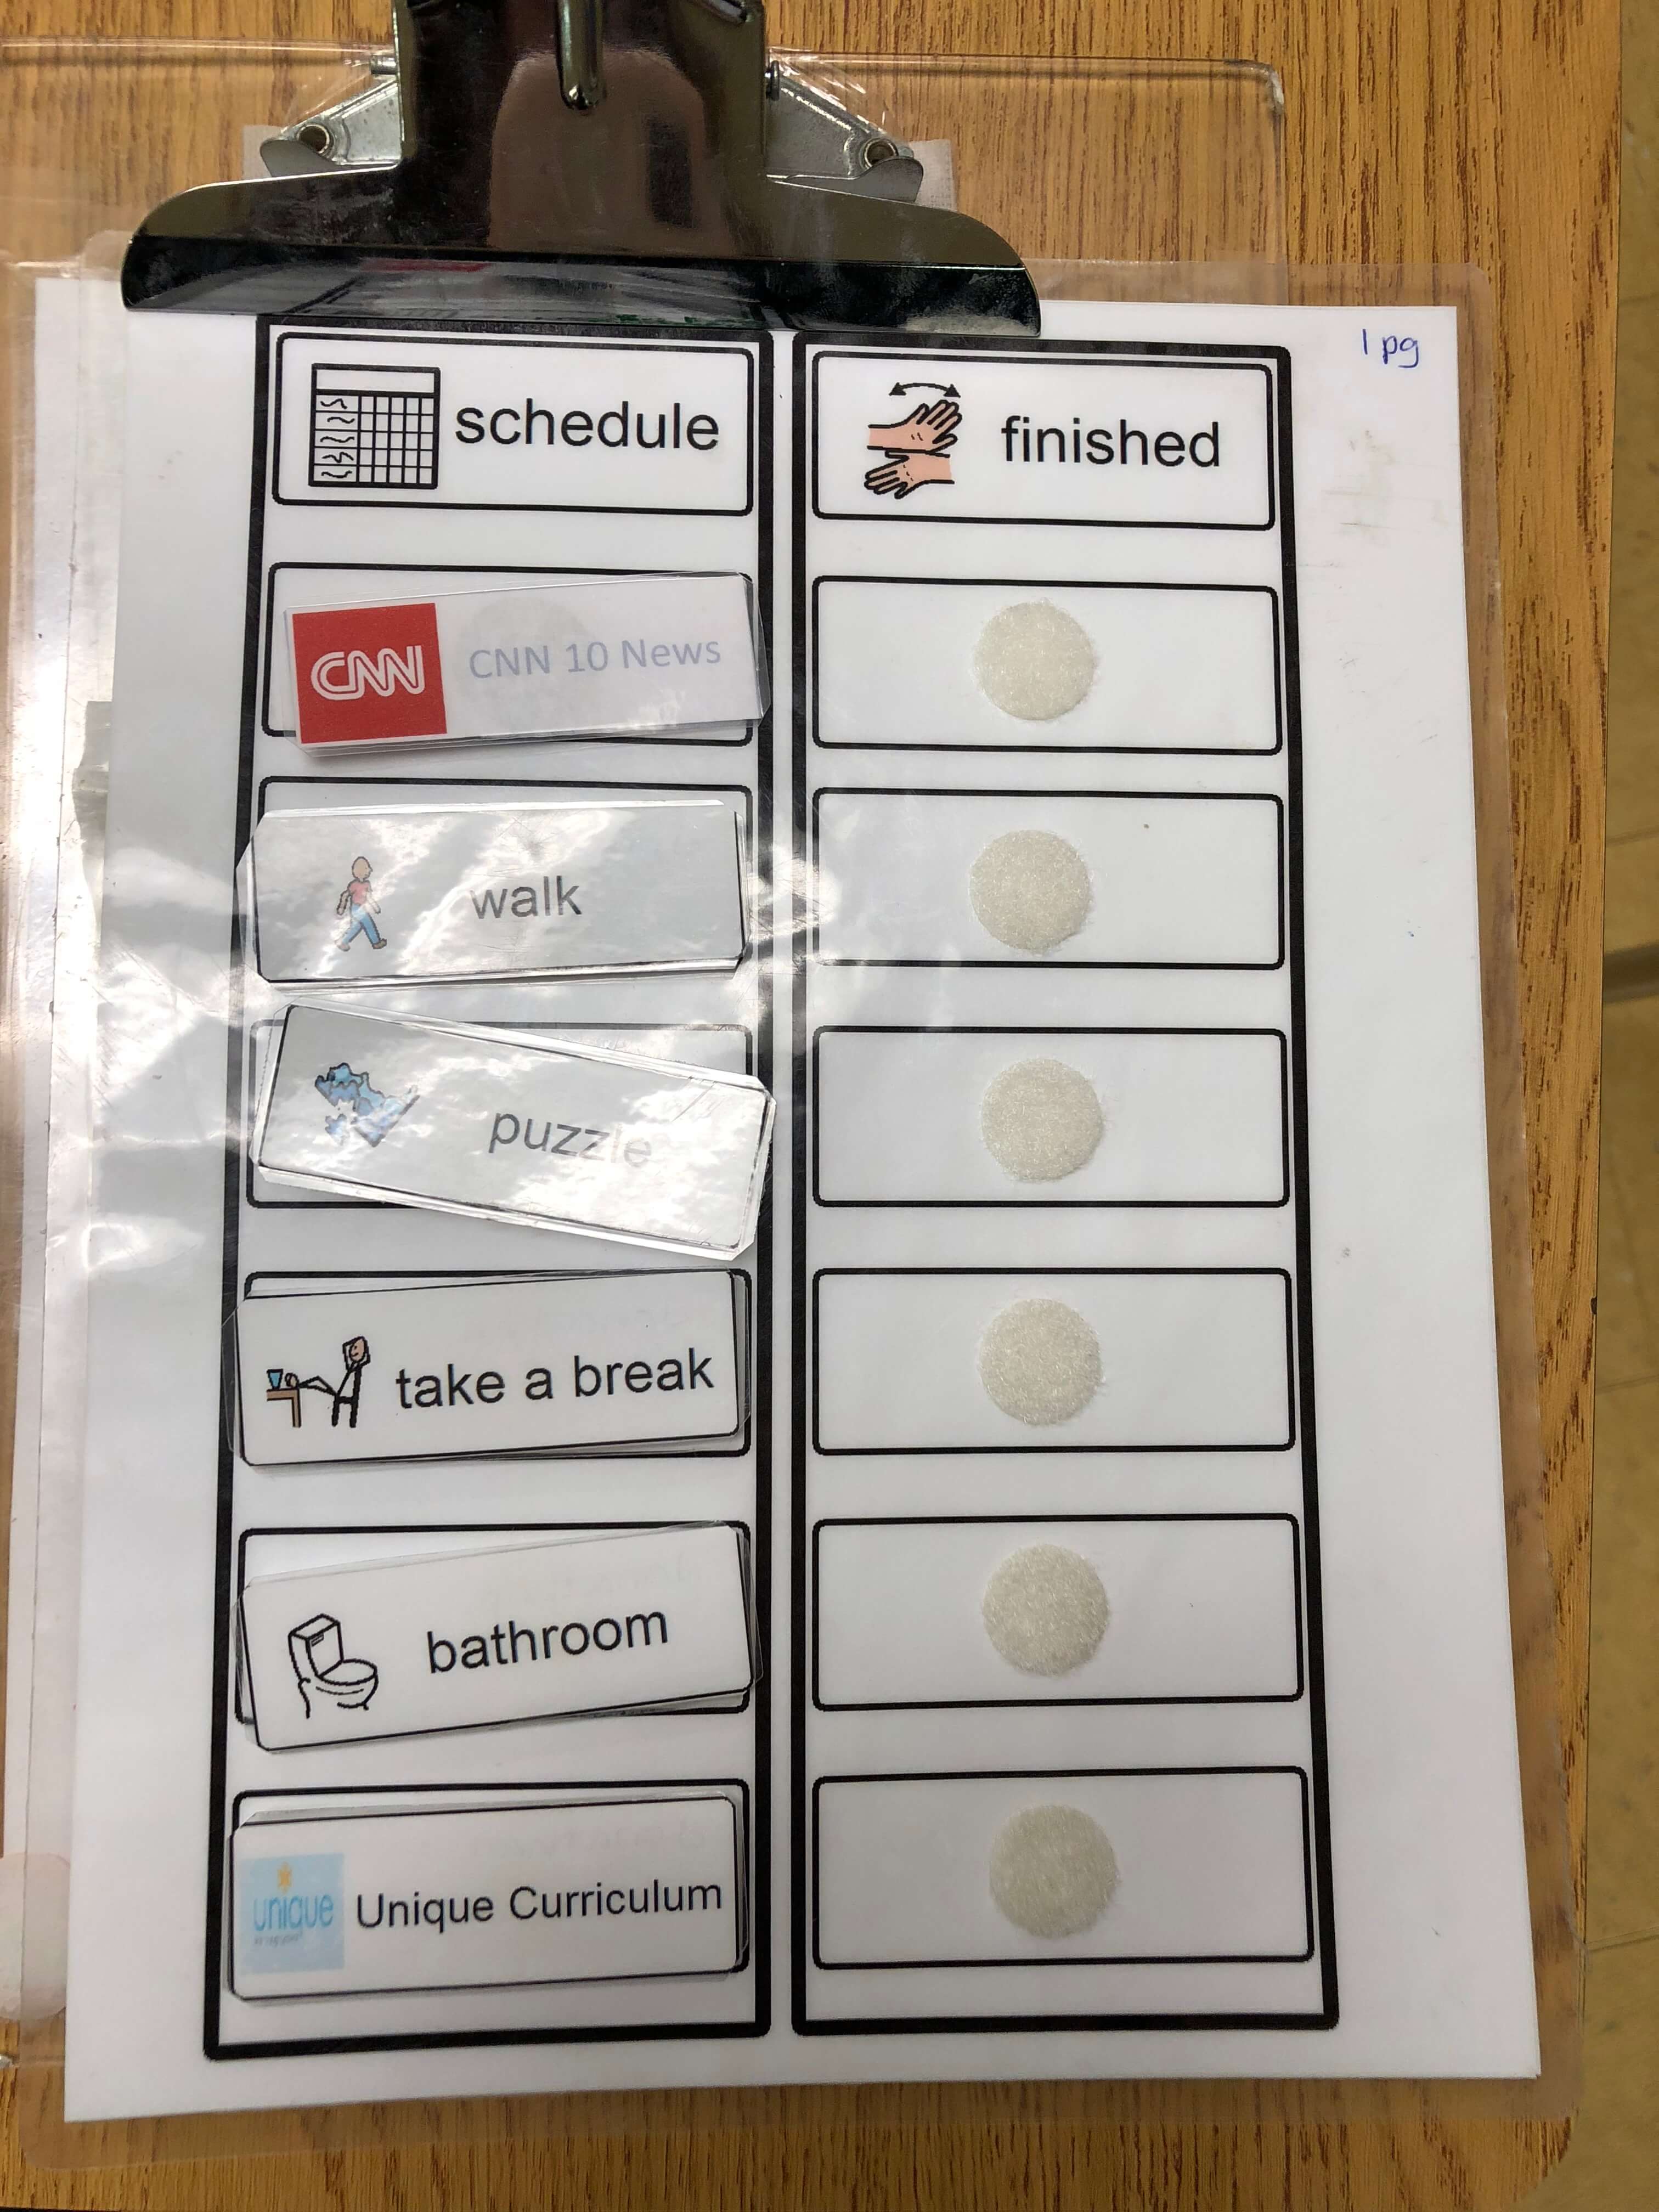 1 pg
schedule
finished
CNN CNN 10 News
walk
puzzle
take a break
bathroom
unique Unique Curriculum